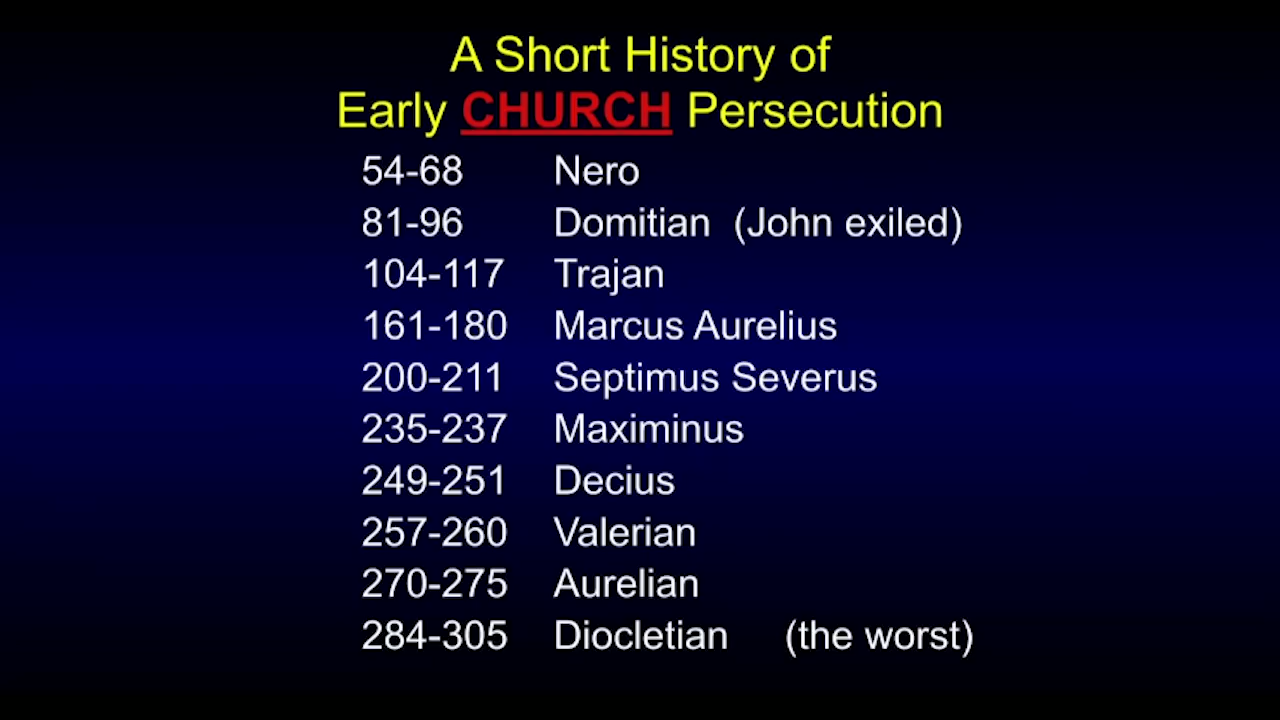 A Short History of
Early CHURCH Persecution
54-68 Nero
81-96 Domitian (John exiled)
104-117 Trajan
161-180 Marcus Aurelius
200-211 Septimus Severus
235-237 Maximinus
249-251 Decius
257-260 Valerian
270-275 Aurelian
284-305 Diocletian (the worst)